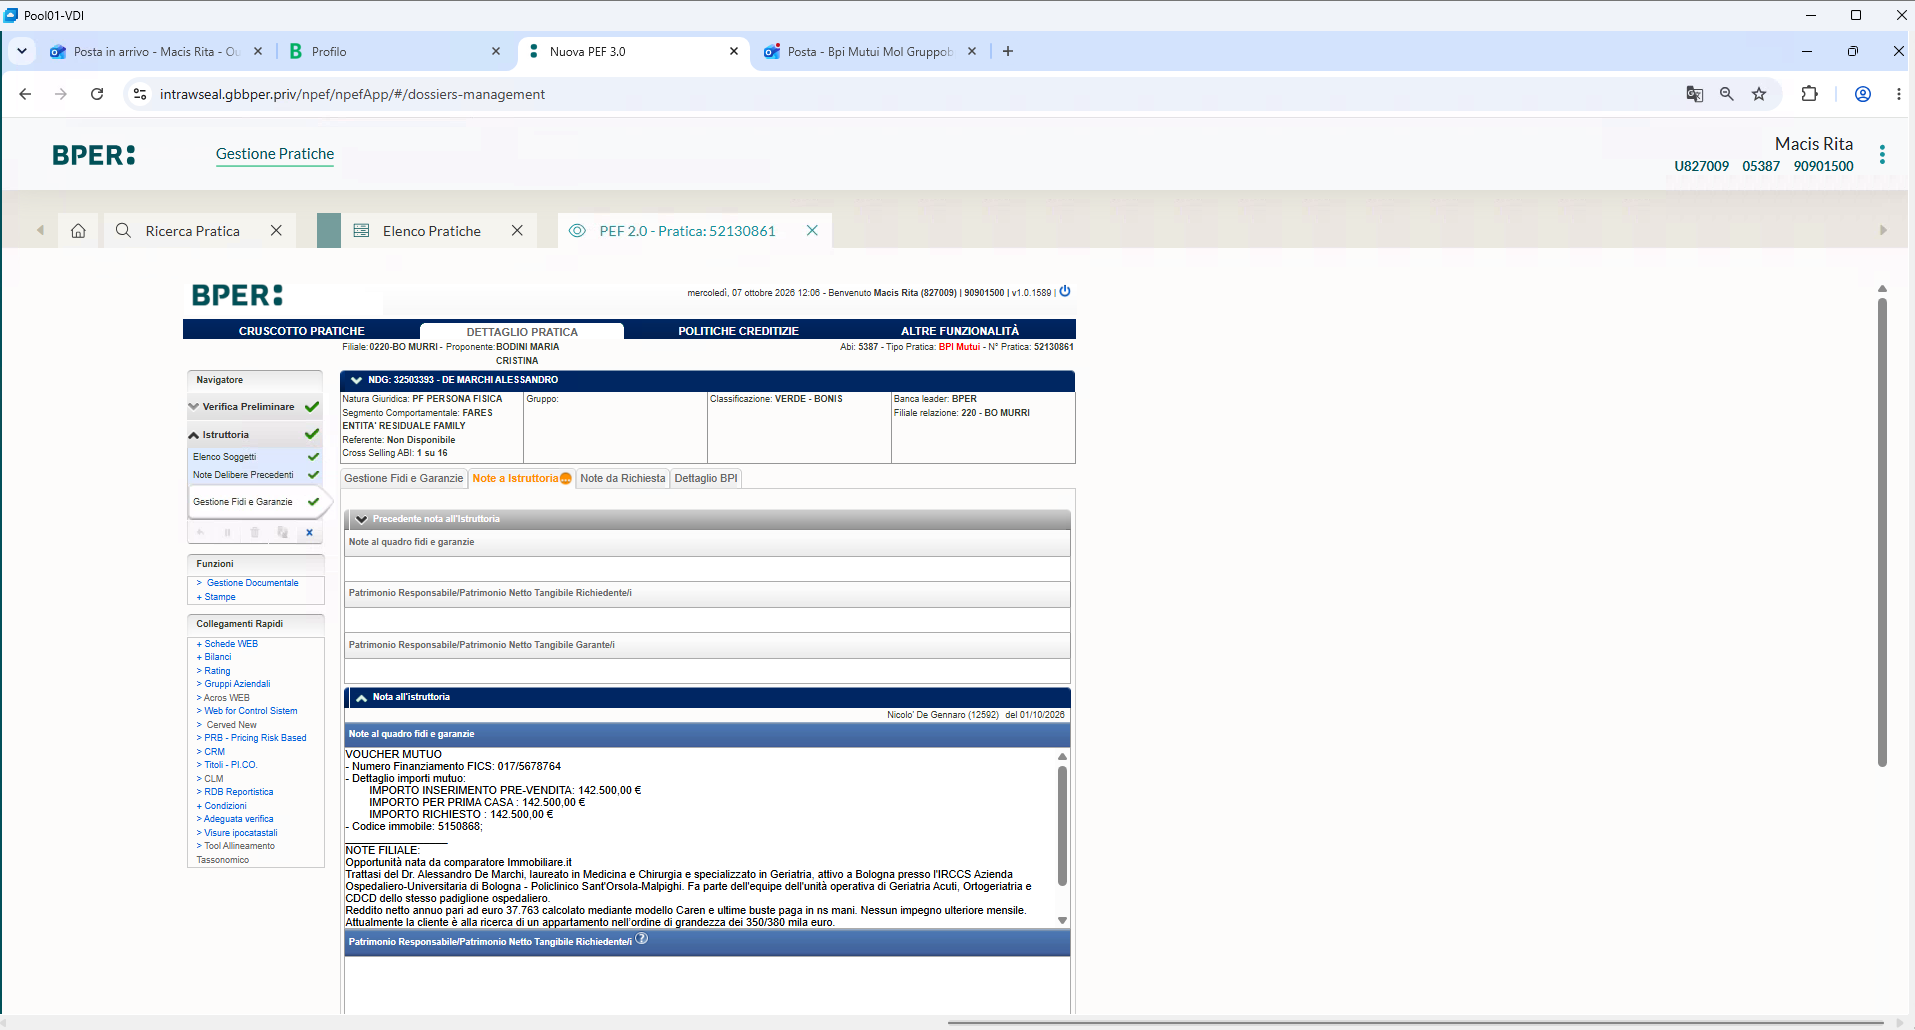 Pool01-VDI
Posta in arrivo - Macis Rita - Ou
Profilo
Nuova PEF 3.0
Posta - Bpi Mutui Mol Gruppob
intrawseal.gbbper.priv/npef/npefApp/#/dossiers-management
BPER:
Gestione Pratiche
Macis Rita
U827009 05387 90901500
Ricerca Pratica
Elenco Pratiche
PEF 2.0 - Pratica: 52130861
BPER:
mercoledì, 07 ottobre 2026 12:06 - Benvenuto Macis Rita (827009) | 90901500 | v1.0.1589 |
CRUSCOTTO PRATICHE
DETTAGLIO PRATICA
POLITICHE CREDITIZIE
ALTRE FUNZIONALITÀ
Filiale: 0220-BO MURRI - Proponente: BODINI MARIA CRISTINA
Abi: 5387 - Tipo Pratica: BPI Mutui - N° Pratica: 52130861
Navigatore
Verifica Preliminare
Istruttoria
Elenco Soggetti
Note Delibere Precedenti
Gestione Fidi e Garanzie
Funzioni
> Gestione Documentale
+ Stampe
Collegamenti Rapidi
+ Schede WEB
+ Bilanci
> Rating
> Gruppi Aziendali
> Acros WEB
> Web for Control Sistem
> Cerved New
> PRB - Pricing Risk Based
> CRM
> Titoli - PI.CO.
> CLM
> RDB Reportistica
+ Condizioni
> Adeguata verifica
> Visure ipocatastali
> Tool Allineamento
Tassonomico
NDG: 32503393 - DE MARCHI ALESSANDRO
Natura Giuridica: PF PERSONA FISICA
Segmento Comportamentale: FARES
ENTITA' RESIDUALE FAMILY
Referente: Non Disponibile
Cross Selling ABI: 1 su 16
Gruppo:
Classificazione: VERDE - BONIS
Banca leader: BPER
Filiale relazione: 220 - BO MURRI
Gestione Fidi e Garanzie
Note a Istruttoria
Note da Richiesta
Dettaglio BPI
Precedente nota all'Istruttoria
Note al quadro fidi e garanzie
Patrimonio Responsabile/Patrimonio Netto Tangibile Richiedente/i
Patrimonio Responsabile/Patrimonio Netto Tangibile Garante/i
Nota all'istruttoria
Nicolo' De Gennaro (12592) del 01/10/2026
Note al quadro fidi e garanzie
VOUCHER MUTUO
- Numero Finanziamento FICS: 017/5678764
- Dettaglio importi mutuo:
IMPORTO INSERIMENTO PRE-VENDITA: 142.500,00 €
IMPORTO PER PRIMA CASA : 142.500,00 €
IMPORTO RICHIESTO : 142.500,00 €
- Codice immobile: 5150868;
_________________
NOTE FILIALE:
Opportunità nata da comparatore Immobiliare.it
Trattasi del Dr. Alessandro De Marchi, laureato in Medicina e Chirurgia e specializzato in Geriatria, attivo a Bologna presso l'IRCCS Azienda
Ospedaliero-Universitaria di Bologna - Policlinico Sant'Orsola-Malpighi. Fa parte dell'equipe dell'unità operativa di Geriatria Acuti, Ortogeriatria e
CDCD dello stesso padiglione ospedaliero.
Reddito netto annuo pari ad euro 37.763 calcolato mediante modello Caren e ultime buste paga in ns mani. Nessun impegno ulteriore mensile.
Attualmente la cliente è alla ricerca di un appartamento nell'ordine di grandezza dei 350/380 mila euro.
Patrimonio Responsabile/Patrimonio Netto Tangibile Richiedente/i